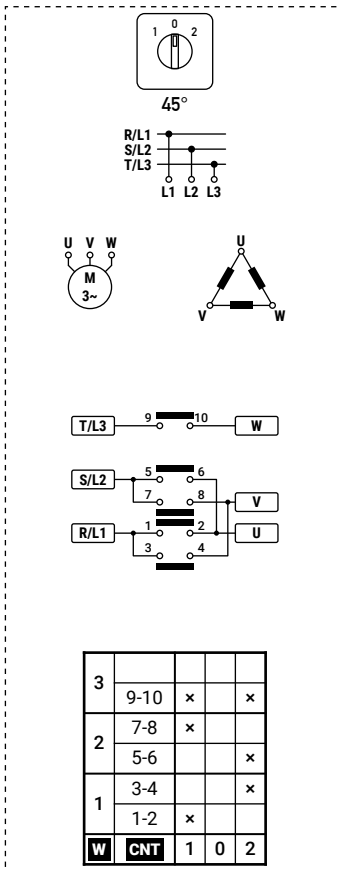 1 0 2
45°
R/L1
S/L2
T/L3
L1 L2 L3
U V W
M
3~
U
V W
T/L3 9 10 W
S/L2 5 6
7 8 V
R/L1 1 2 U
3 4
3
9-10 × ×
2 7-8 ×
5-6 ×
1 3-4 ×
1-2 ×
W CNT 1 0 2